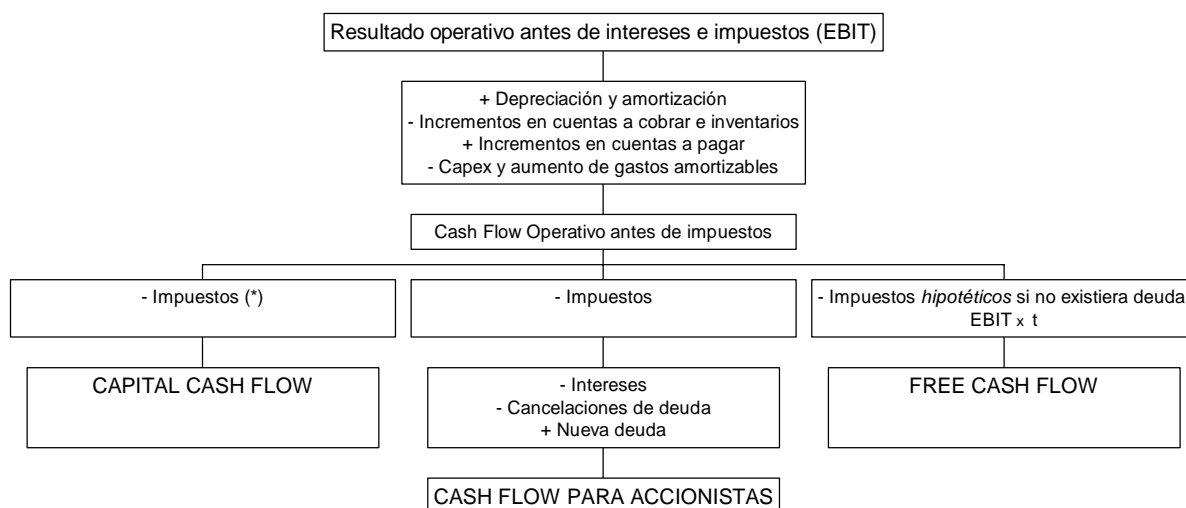 Resultado operativo antes de intereses e impuestos (EBIT)
+ Depreciación y amortización
- Incrementos en cuentas a cobrar e inventarios
+ Incrementos en cuentas a pagar
- Capex y aumento de gastos amortizables
Cash Flow Operativo antes de impuestos
- Impuestos (*)
- Impuestos
- Impuestos hipotéticos si no existiera deuda
EBIT x t
CAPITAL CASH FLOW
- Intereses
- Cancelaciones de deuda
+ Nueva deuda
FREE CASH FLOW
CASH FLOW PARA ACCIONISTAS